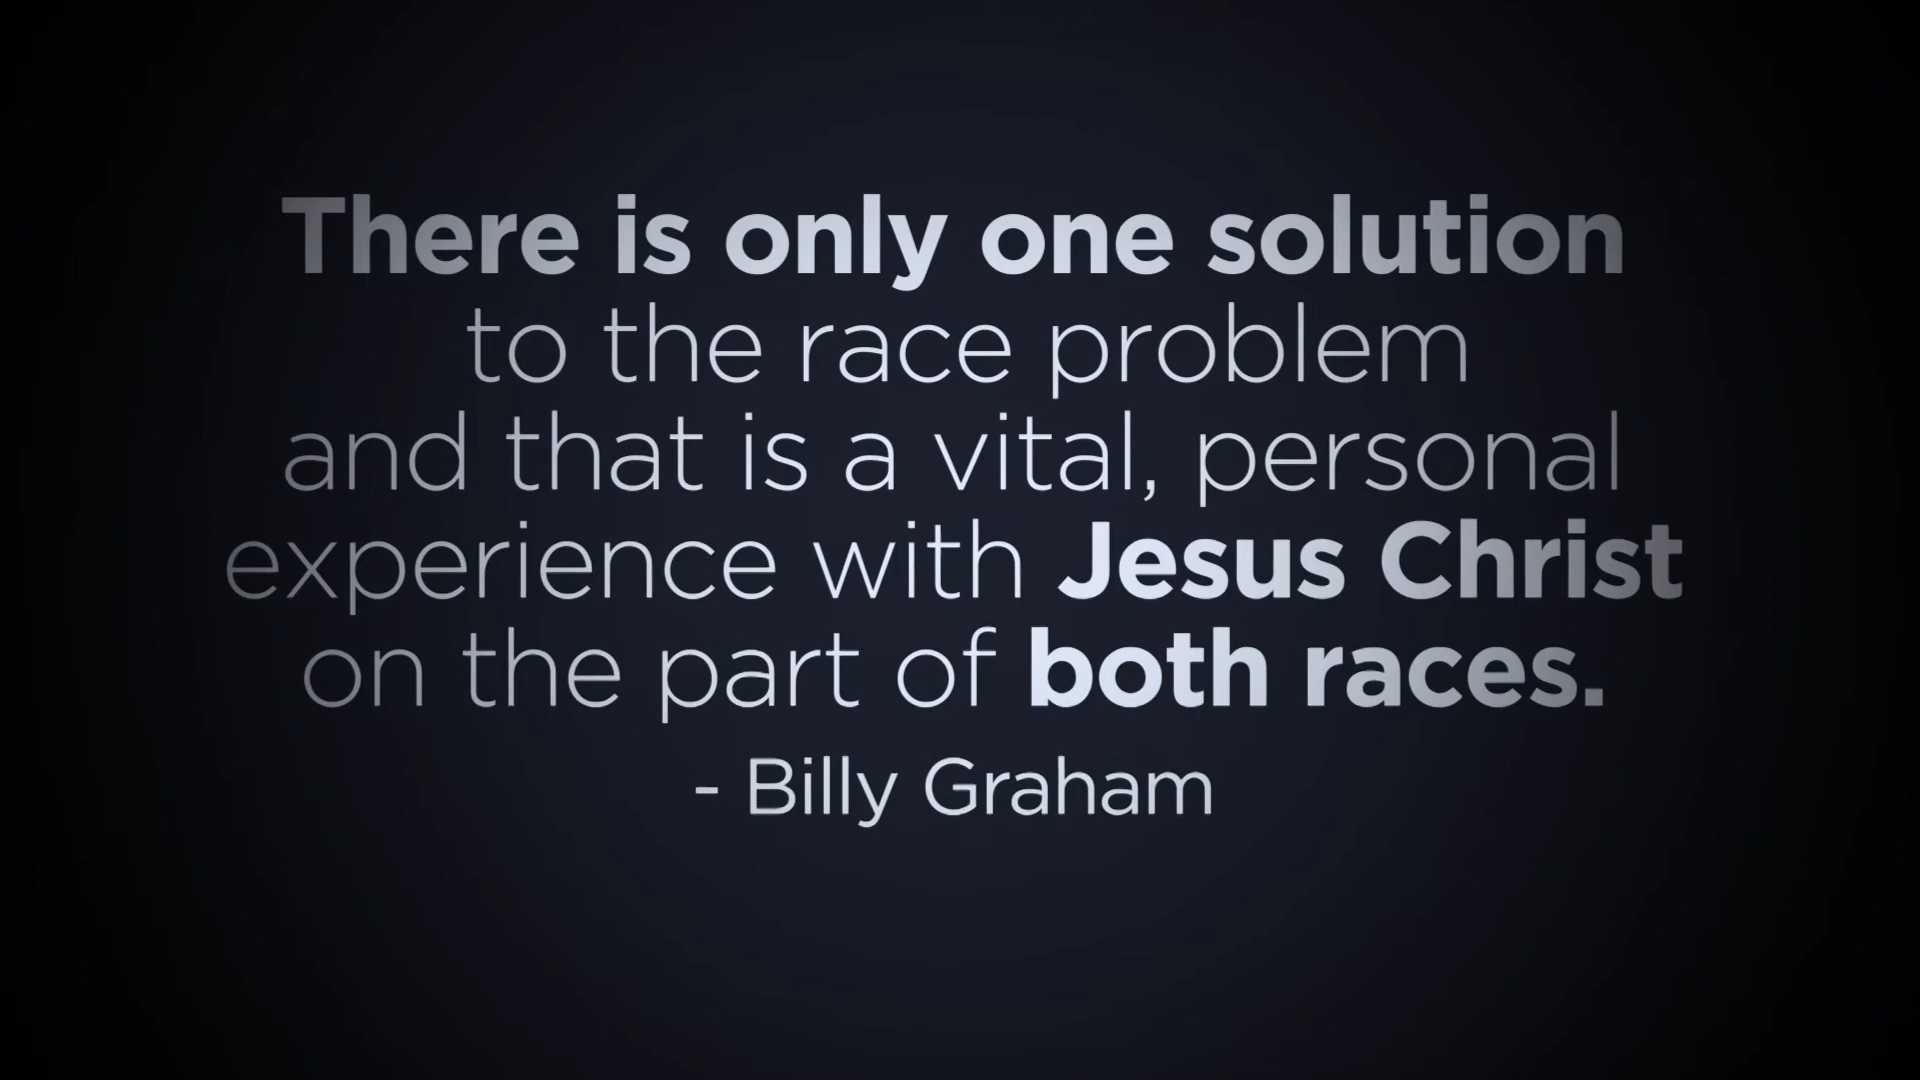 There is only one solution
to the race problem
and that is a vital, personal
experience with Jesus Christ
on the part of both races.
- Billy Graham